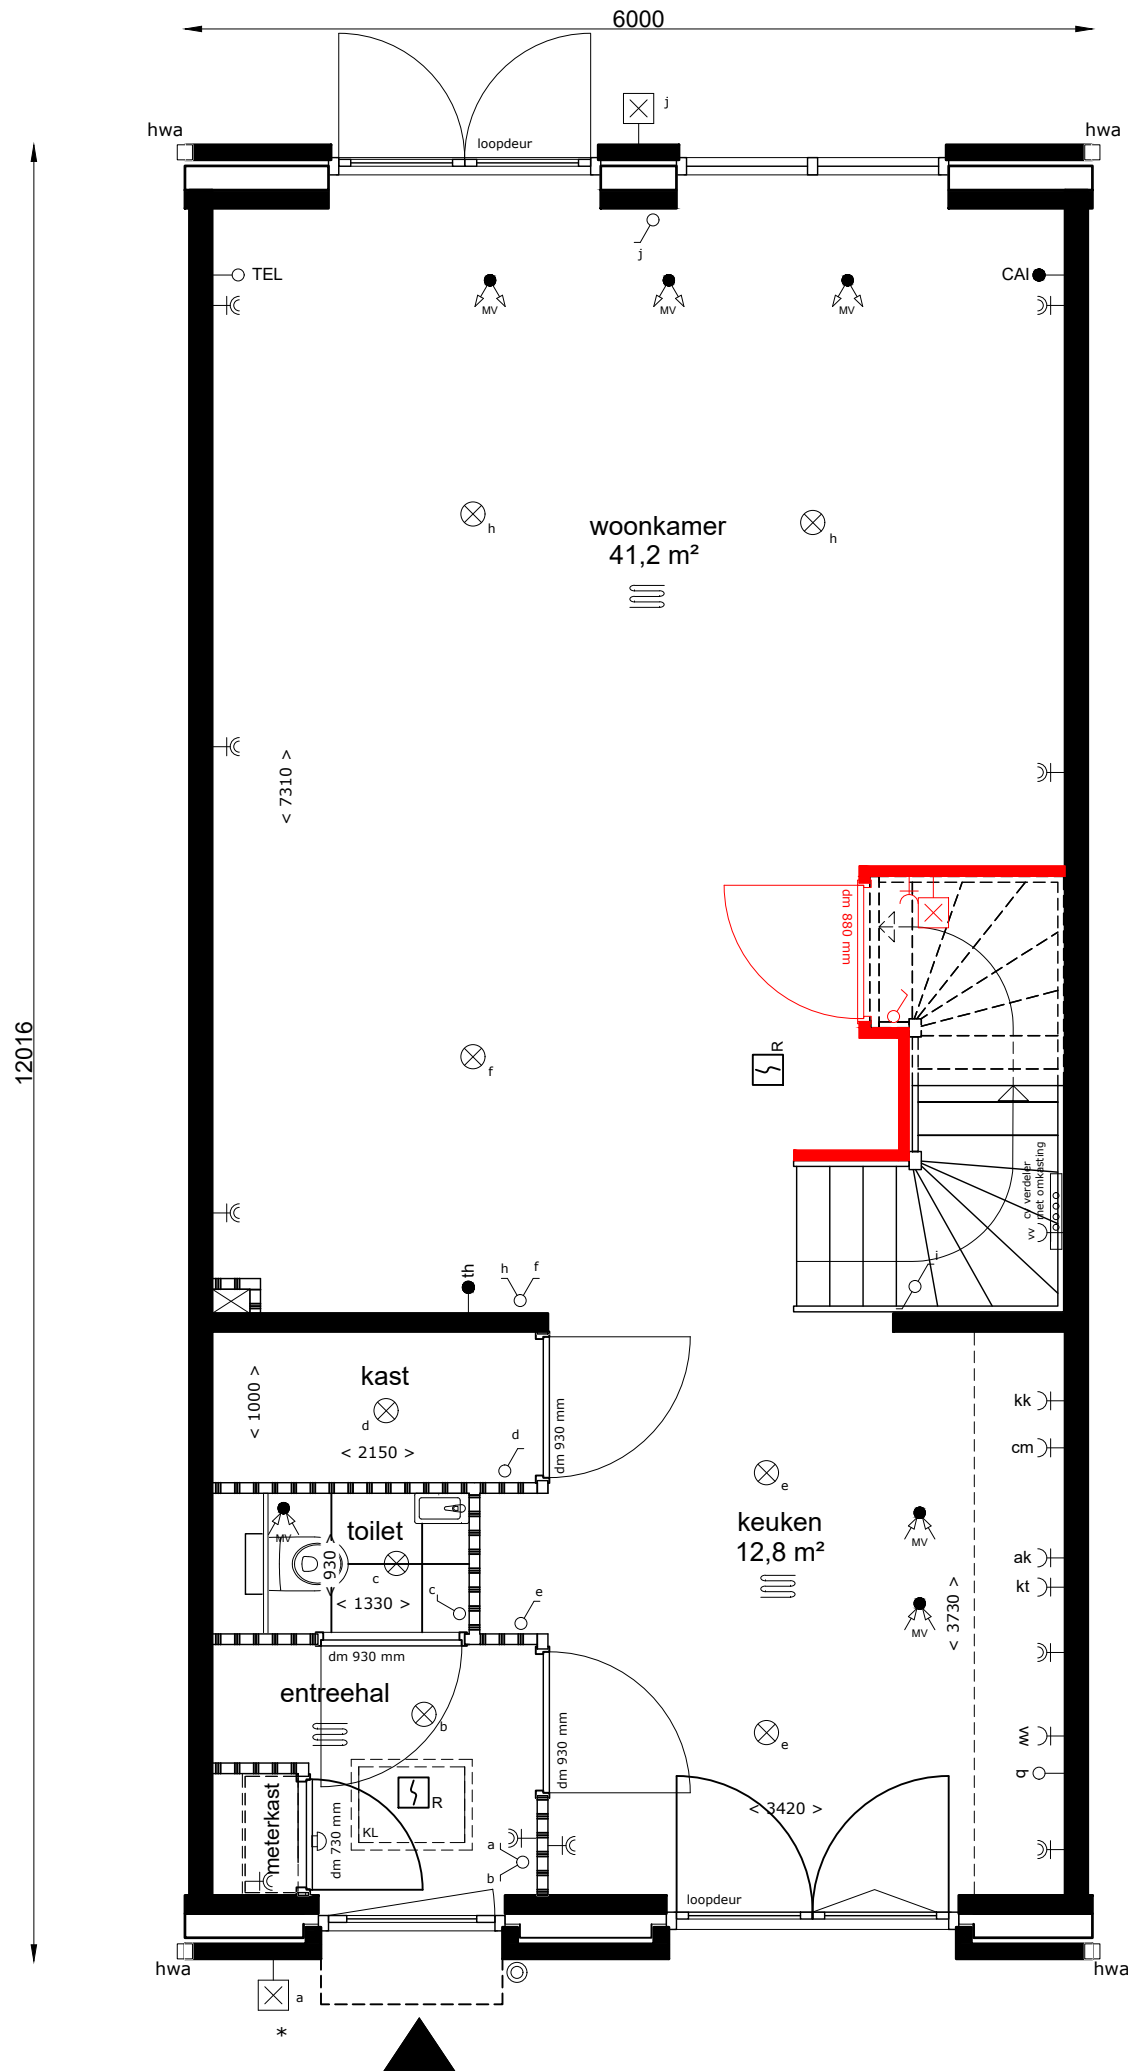 6000
hwa
j
hwa
loopdeur
j
TEL
CAI
MV
MV
MV
h
woonkamer
41,2 m²
h
< 7310 >
dm 880 mm
12016
R
f
cv verdeler
met omkasting
vv
i
th
h
f
kast
d
< 1000 >
< 2150 >
d
dm 930 mm
kk
cm
e
keuken
12,8 m²
MV
toilet
MV
< 930 >
c
< 1330 >
c
e
ak
kt
MV
< 3730 >
dm 930 mm
entreehal
b
dm 930 mm
e
vw
q
R
KL
meterkast
dm 730 mm
a
b
< 3420 >
loopdeur
hwa
hwa
a
*